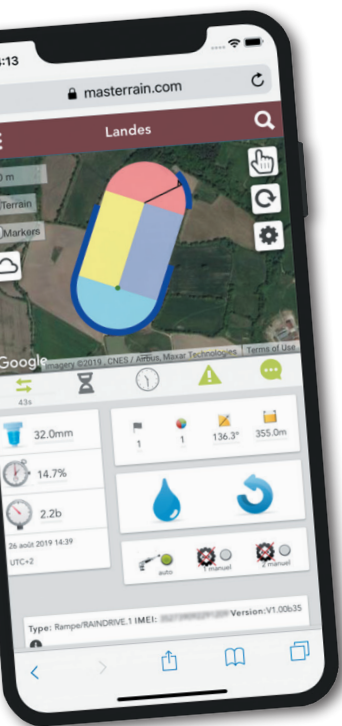 :13
masterrain.com
Landes
0 m
Terrain
Markers
Google
Imagery ©2019 , CNES / Airbus, Maxar Technologies
Terms of Use
43s
32.0mm
14.7%
2.2b
26 août 2019 14:39
UTC+2
1
1
136.3°
355.0m
auto
1 manuel
2 manuel
Type: Rampe/RAINDRIVE.1 IMEI:
Version:V1.00b35